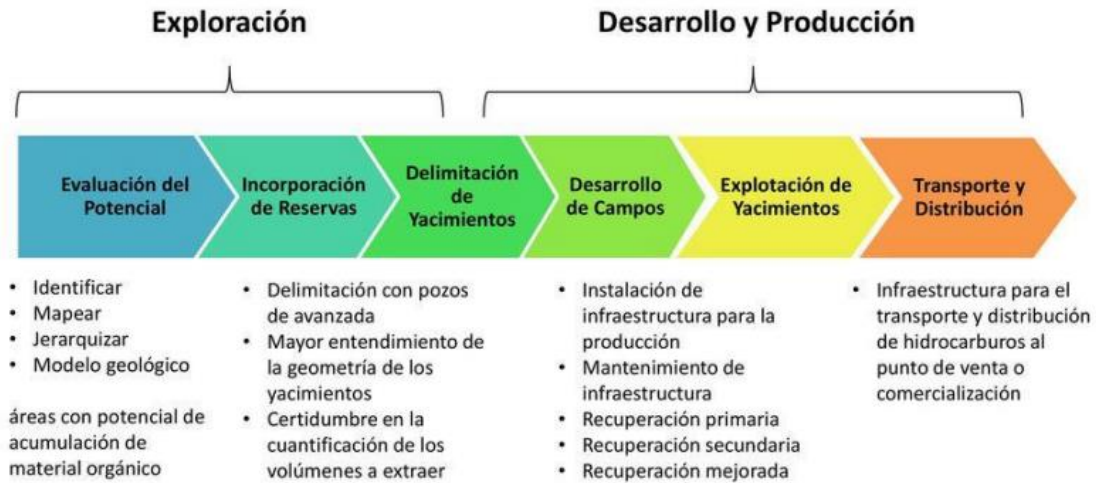 Exploración
Desarrollo y Producción
Evaluación del
Potencial
Incorporación
de Reservas
Delimitación
de
Yacimientos
Desarrollo
de Campos
Explotación de
Yacimientos
Transporte y
Distribución
• Identificar
• Mapear
• Jerarquizar
• Modelo geológico
áreas con potencial de
acumulación de
material orgánico
• Delimitación con pozos
de avanzada
• Mayor entendimiento de
la geometría de los
yacimientos
• Certidumbre en la
cuantificación de los
volúmenes a extraer
• Instalación de
infraestructura para la
producción
• Mantenimiento de
infraestructura
• Recuperación primaria
• Recuperación secundaria
• Recuperación mejorada
• Infraestructura para el
transporte y distribución
de hidrocarburos al
punto de venta o
comercialización